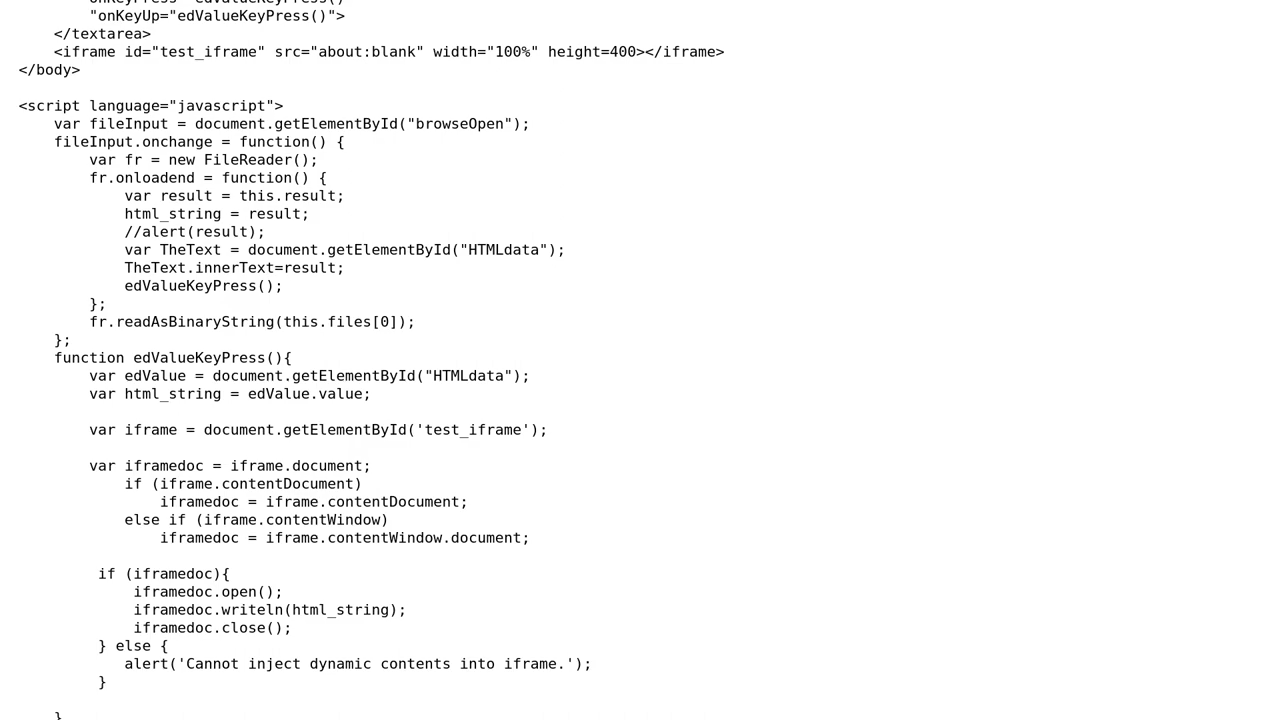 "onKeyPress="edValueKeyPress()"
"onKeyUp="edValueKeyPress()">
</textarea>
<iframe id="test_iframe" src="about:blank" width="100%" height=400></iframe>
</body>
<script language="javascript">
var fileInput = document.getElementById("browseOpen");
fileInput.onchange = function() {
var fr = new FileReader();
fr.onloadend = function() {
var result = this.result;
html_string = result;
//alert(result);
var TheText = document.getElementById("HTMLdata");
TheText.innerText=result;
edValueKeyPress();
};
fr.readAsBinaryString(this.files[0]);
};
function edValueKeyPress(){
var edValue = document.getElementById("HTMLdata");
var html_string = edValue.value;
var iframe = document.getElementById('test_iframe');
var iframedoc = iframe.document;
if (iframe.contentDocument)
iframedoc = iframe.contentDocument;
else if (iframe.contentWindow)
iframedoc = iframe.contentWindow.document;
if (iframedoc){
iframedoc.open();
iframedoc.writeln(html_string);
iframedoc.close();
} else {
alert('Cannot inject dynamic contents into iframe.');
}
}